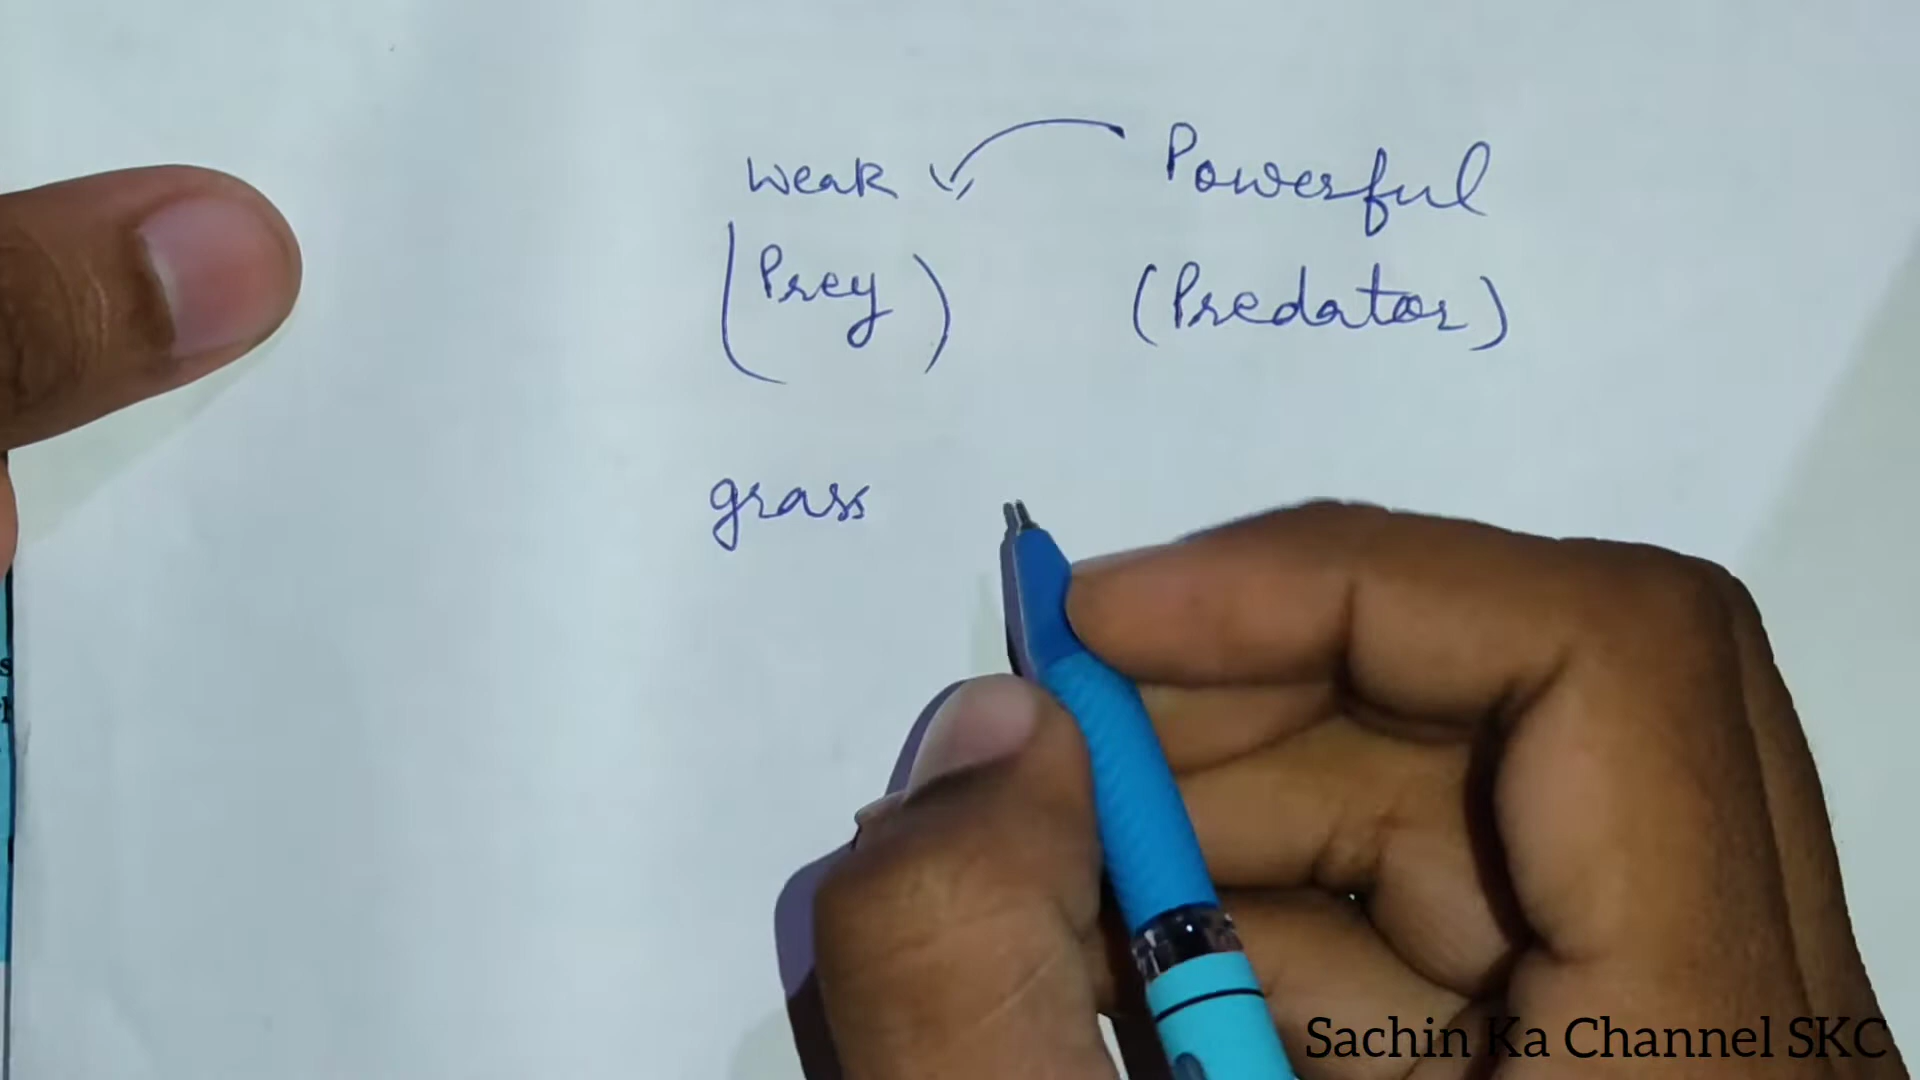 Weak Powerful
(Prey) (Predator)
grass
Sachin Ka Channel SKC